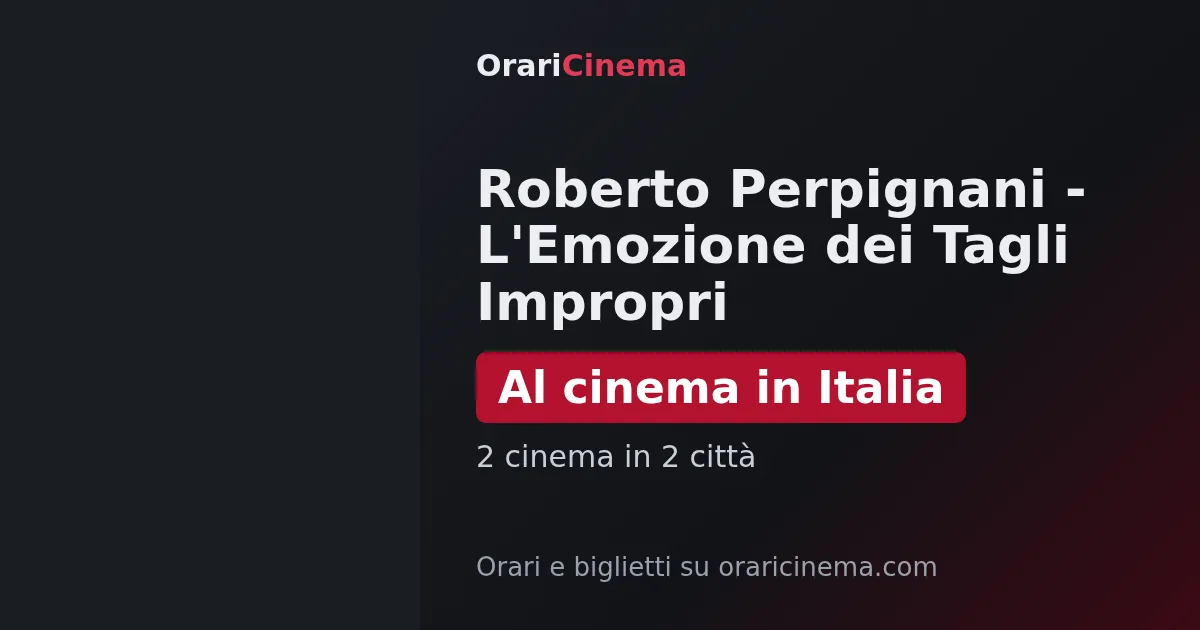 OrariCinema
Roberto Perpignani -
L'Emozione dei Tagli
Impropri
Al cinema in Italia
2 cinema in 2 città
Orari e biglietti su oraricinema.com